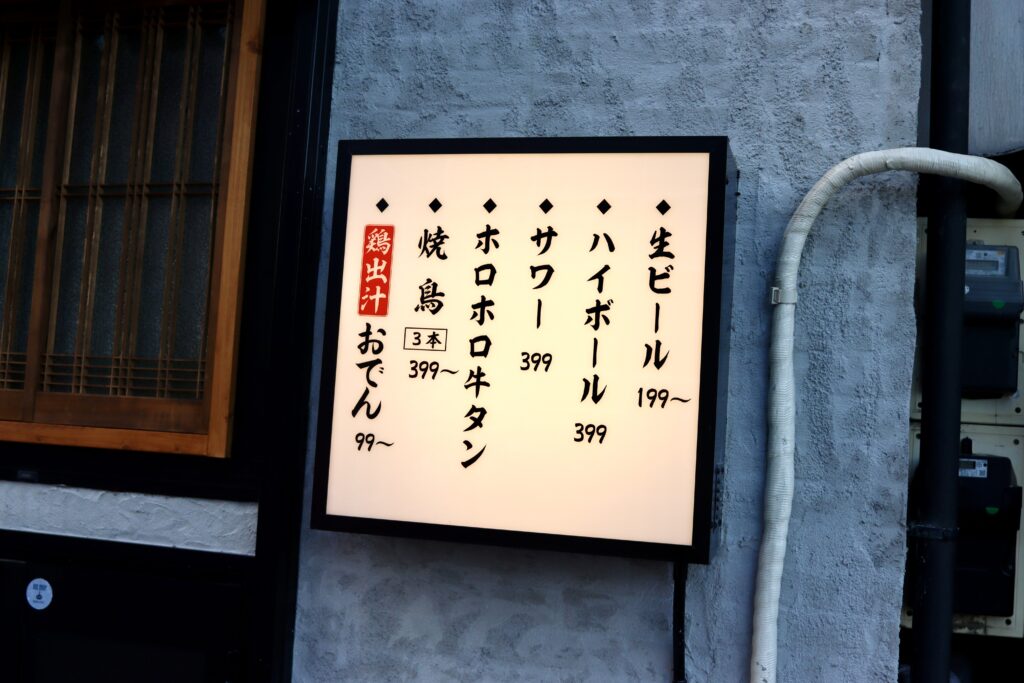 ◆生ビール 199～
◆ハイボール 399
◆サワー 399
◆ホロホロ牛タン
◆焼鳥 3本 399～
◆鶏出汁おでん 99～